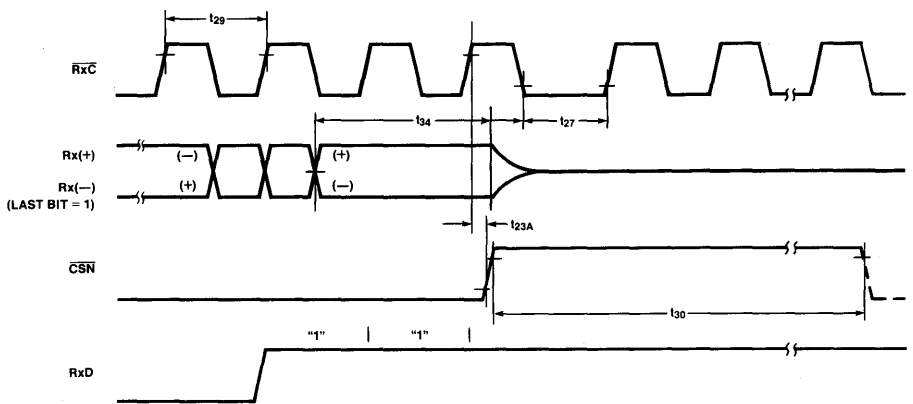 t29
RxC
t34
t27
Rx(+)
(—)
(+)
Rx(—)
(+)
(—)
(LAST BIT = 1)
t23A
CSN
t30
"1"
"1"
RxD